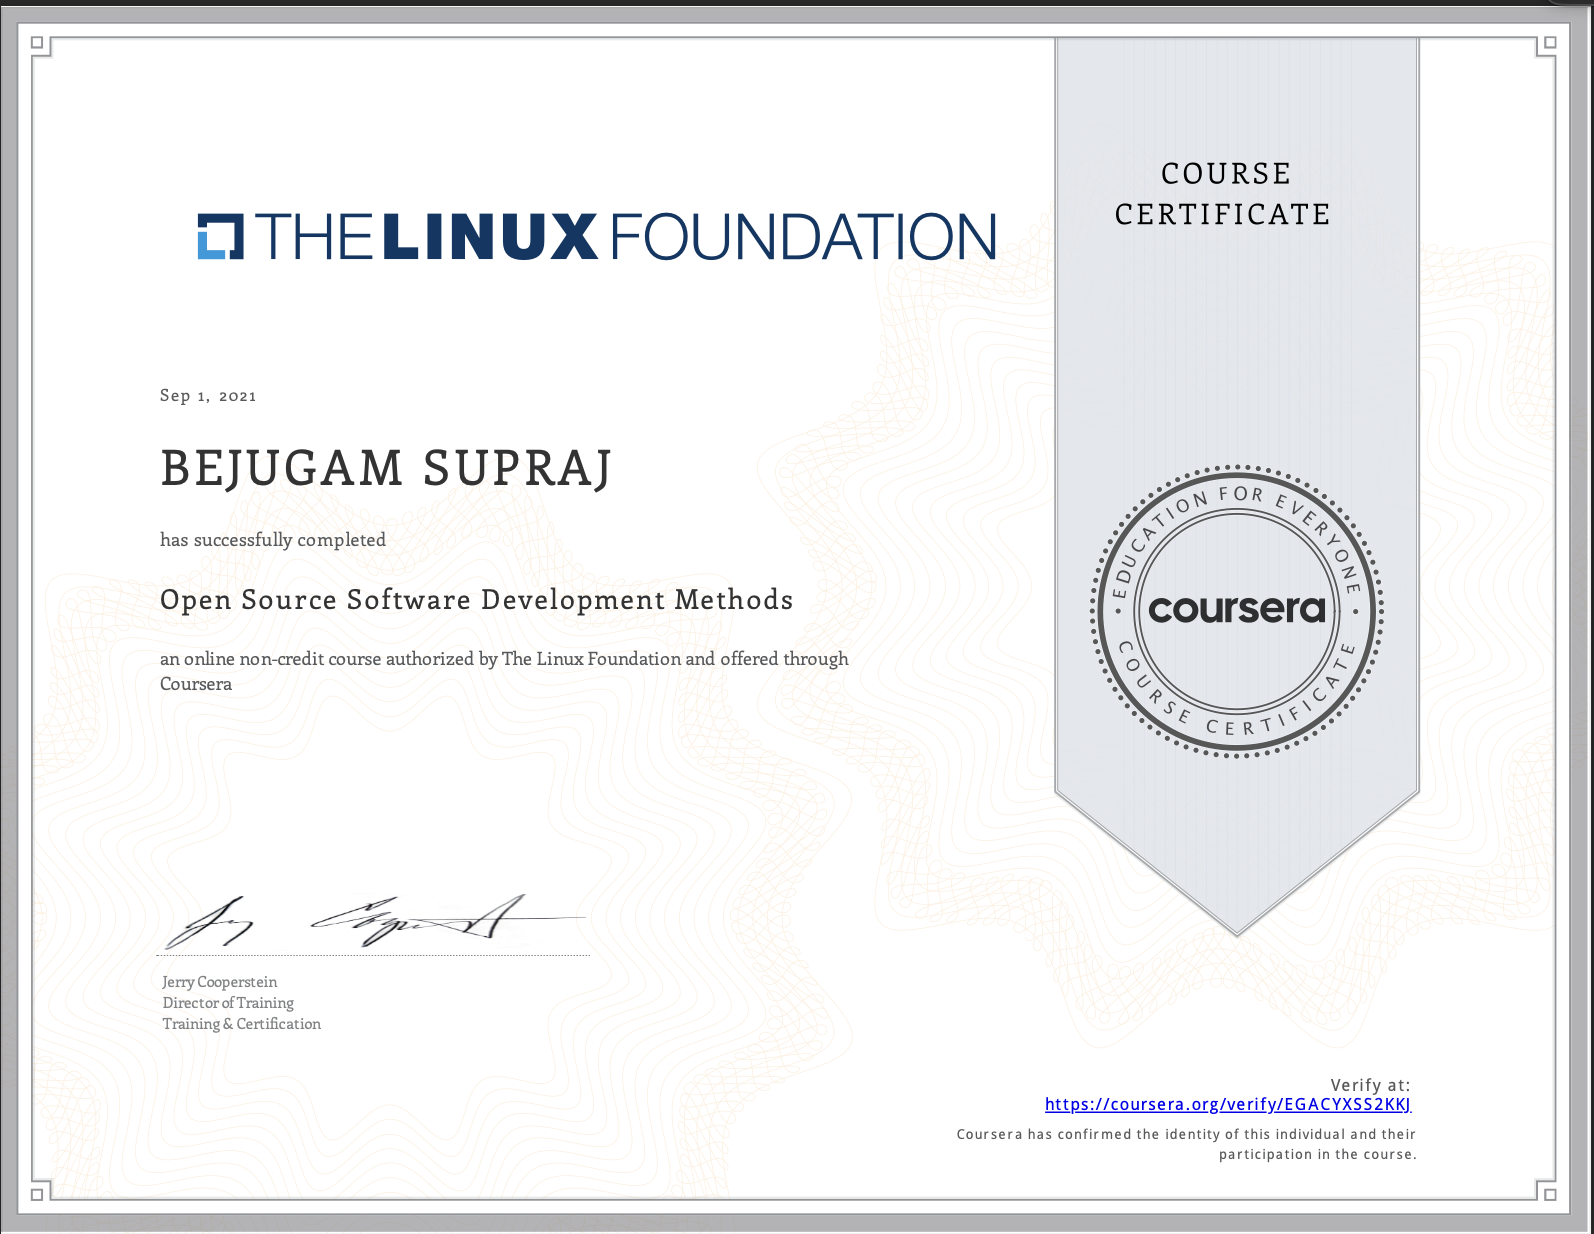 THE LINUX FOUNDATION
COURSE
CERTIFICATE
Sep 1, 2021
BEJUGAM SUPRAJ
has successfully completed
Open Source Software Development Methods
an online non-credit course authorized by The Linux Foundation and offered through
Coursera
EDUCATION FOR EVERYONE
coursera
COURSE CERTIFICATE
Jerry Cooperstein
Director of Training
Training & Certification
Verify at:
https://coursera.org/verify/EGACYXSS2KKJ
Coursera has confirmed the identity of this individual and their
participation in the course.